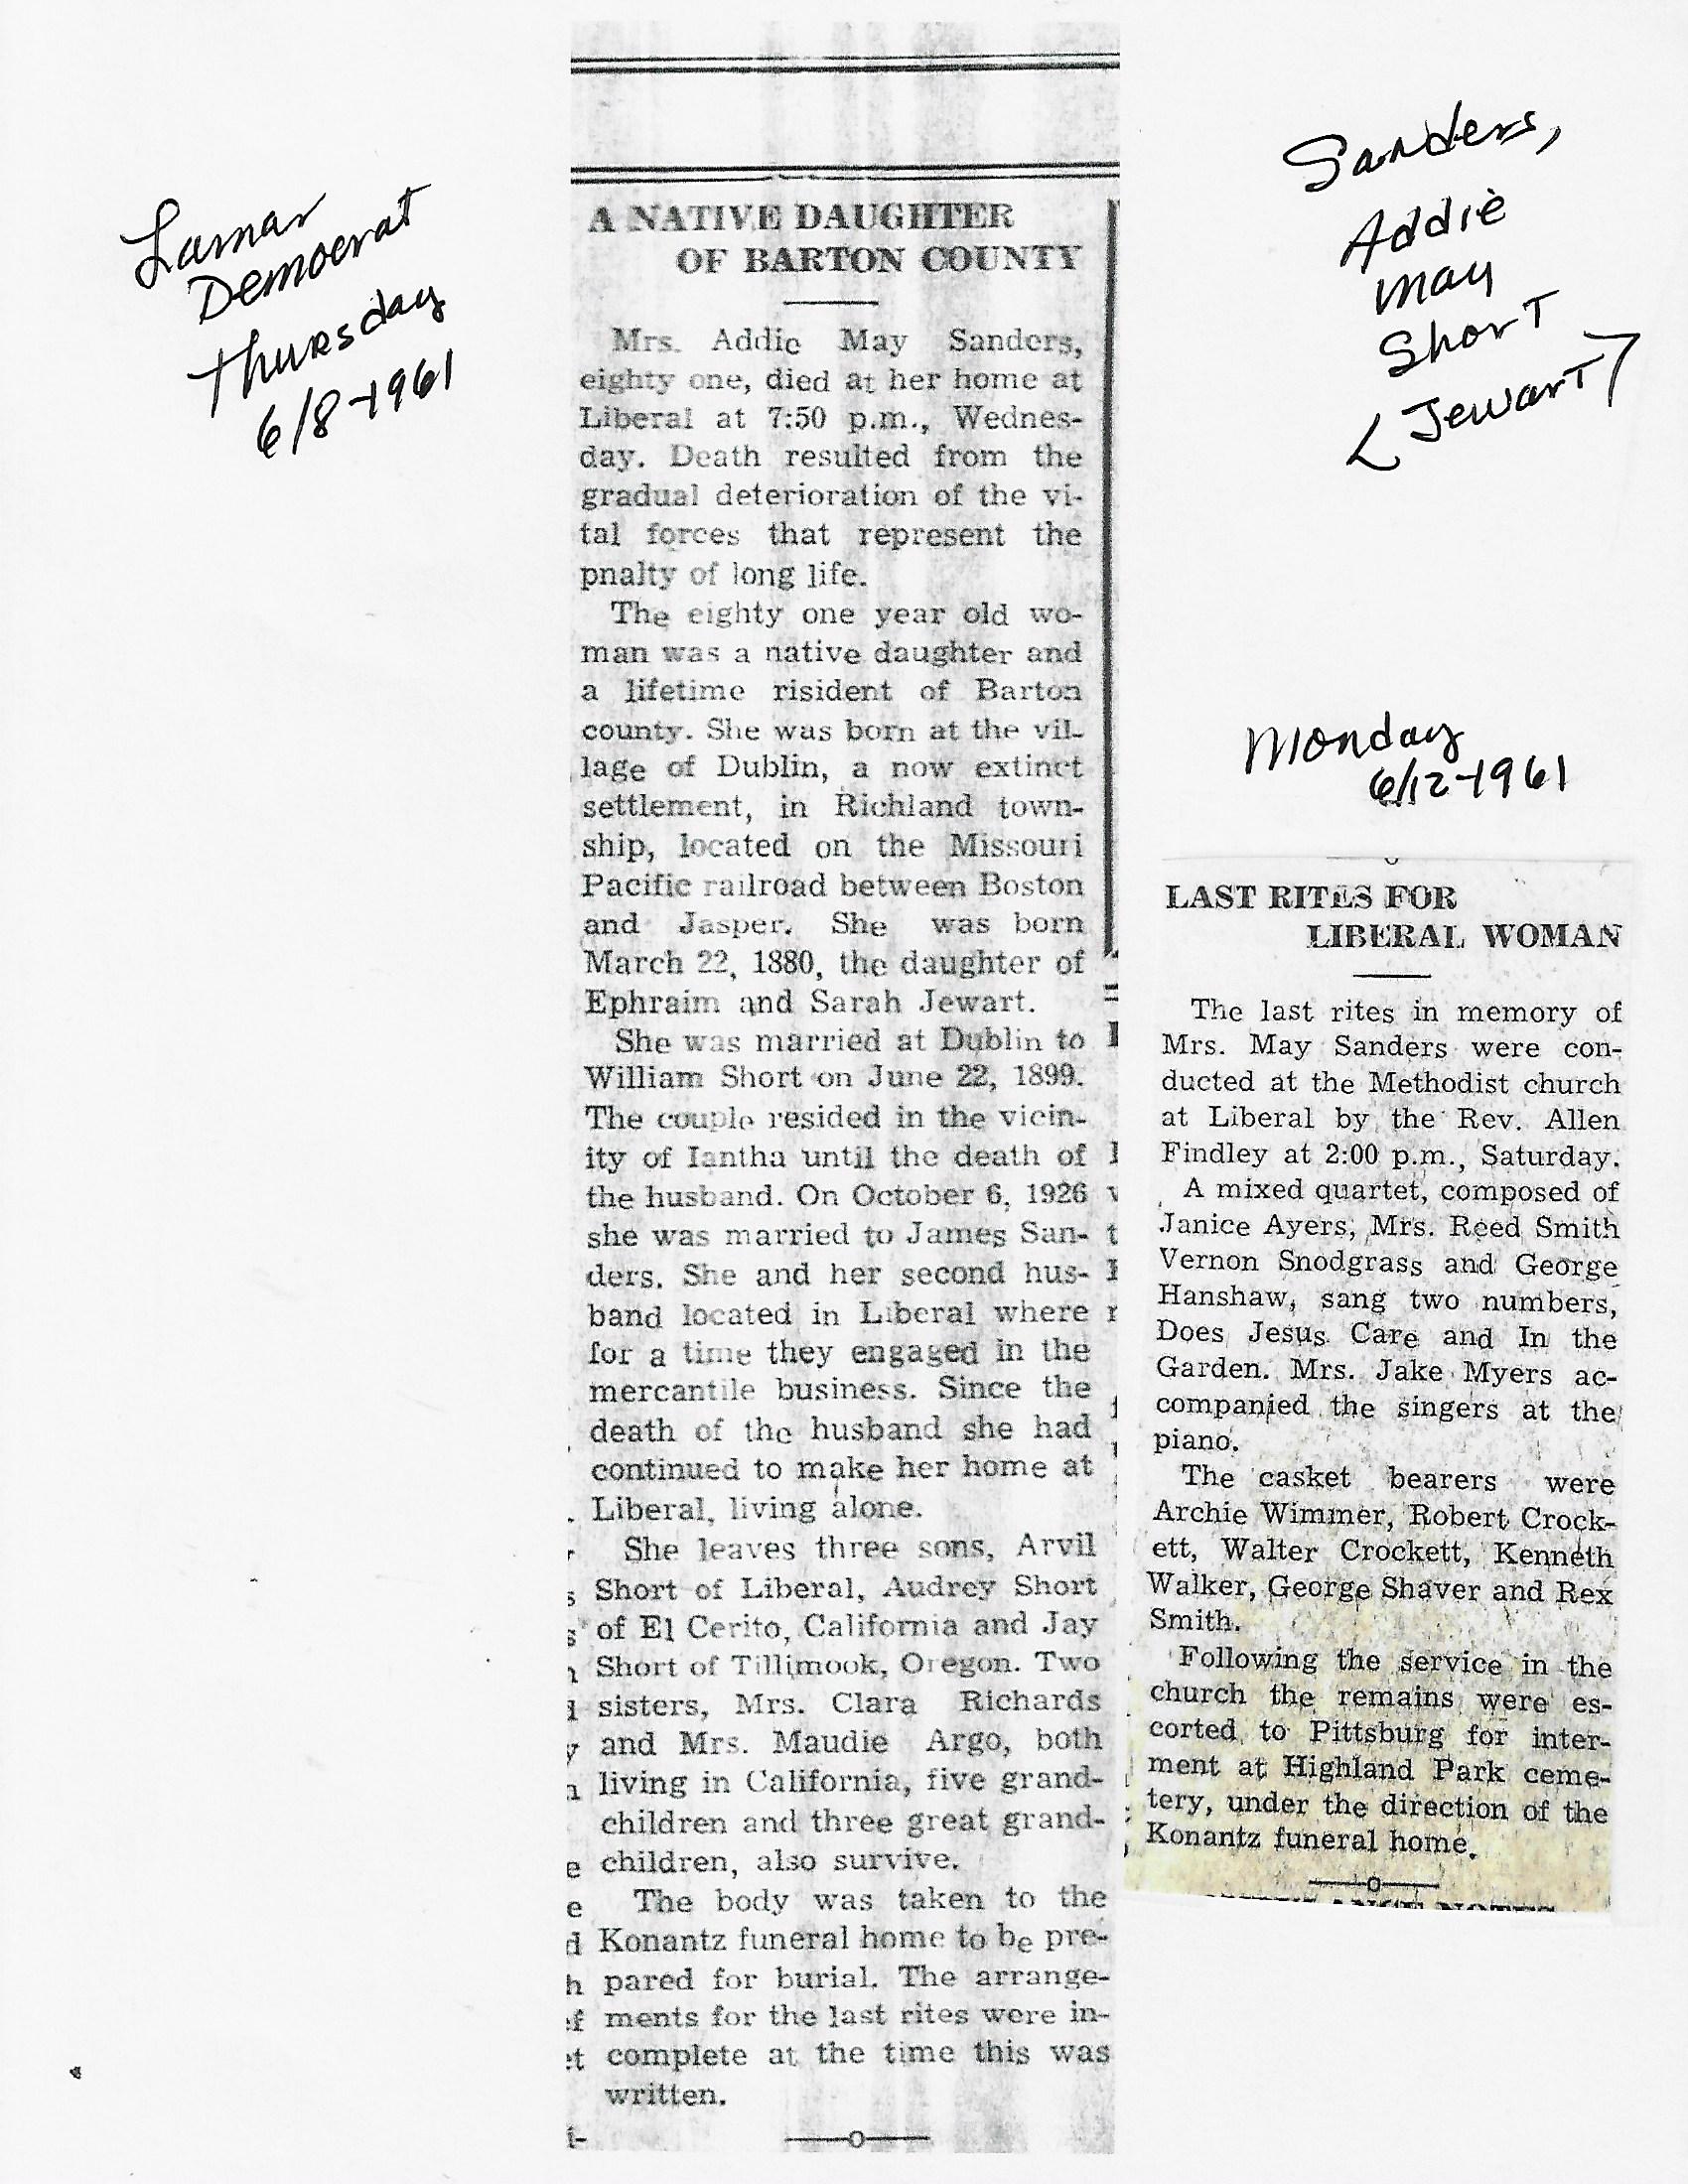 Lamar
Democrat
Thursday
6/8-1961
Sanders,
Addie
May
Short
<Jewart>
A NATIVE DAUGHTER
OF BARTON COUNTY
Mrs. Addie May Sanders,
eighty one, died at her home at
Liberal at 7:50 p.m., Wednes-
day. Death resulted from the
gradual deterioration of the vi-
tal forces that represent the
pnalty of long life.
The eighty one year old wo-
man was a native daughter and
a lifetime risident of Barton
county. She was born at the vil-
lage of Dublin, a now extinct
settlement, in Richland town-
ship, located on the Missouri
Pacific railroad between Boston
and Jasper. She was born
March 22, 1880, the daughter of
Ephraim and Sarah Jewart.
She was married at Dublin to
William Short on June 22, 1899.
The couple resided in the vicin-
ity of Iantha until the death of
the husband. On October 6, 1926
she was married to James San-
ders. She and her second hus-
band located in Liberal where
for a time they engaged in the
mercantile business. Since the
death of the husband she had
continued to make her home at
Liberal, living alone.
She leaves three sons, Arvil
Short of Liberal, Audrey Short
of El Cerito, California and Jay
Short of Tillimook, Oregon. Two
sisters, Mrs. Clara Richards
and Mrs. Maudie Argo, both
living in California, five grand-
children and three great grand-
children, also survive.
The body was taken to the
Konantz funeral home to be pre-
pared for burial. The arrange-
ments for the last rites were in-
complete at the time this was
written.
Monday
6/12-1961
LAST RITES FOR
LIBERAL WOMAN
The last rites in memory of
Mrs. May Sanders were con-
ducted at the Methodist church
at Liberal by the Rev. Allen
Findley at 2:00 p.m., Saturday.
A mixed quartet, composed of
Janice Ayers, Mrs. Reed Smith
Vernon Snodgrass and George
Hanshaw, sang two numbers,
Does Jesus Care and In the
Garden. Mrs. Jake Myers ac-
companied the singers at the
piano.
The casket bearers were
Archie Wimmer, Robert Crock-
ett, Walter Crockett, Kenneth
Walker, George Shaver and Rex
Smith.
Following the service in the
church the remains were es-
corted to Pittsburg for inter-
ment at Highland Park ceme-
tery, under the direction of the
Konantz funeral home.